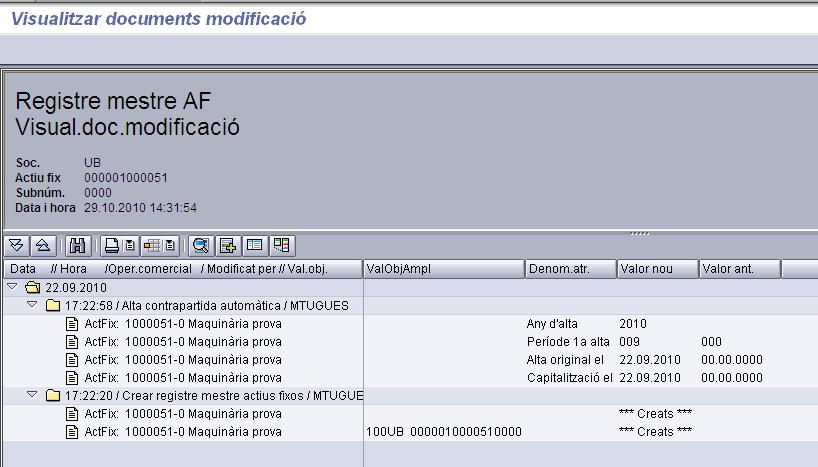 Visualitzar documents modificació
Registre mestre AF
Visual.doc.modificació
Soc. UB
Actiu fix 000001000051
Subnúm. 0000
Data i hora 29.10.2010 14:31:54
Data // Hora /Oper.comercial / Modificat per // Val.obj. ValObjAmpl Denom.atr. Valor nou Valor ant.
22.09.2010
17:22:58 / Alta contrapartida automàtica / MTUGUES
ActFix: 1000051-0 Maquinària prova Any d'alta 2010
ActFix: 1000051-0 Maquinària prova Període 1a alta 009 000
ActFix: 1000051-0 Maquinària prova Alta original el 22.09.2010 00.00.0000
ActFix: 1000051-0 Maquinària prova Capitalització el 22.09.2010 00.00.0000
17:22:20 / Crear registre mestre actius fixos / MTUGUE
ActFix: 1000051-0 Maquinària prova *** Creats ***
ActFix: 1000051-0 Maquinària prova 100UB 0000010000510000 *** Creats ***